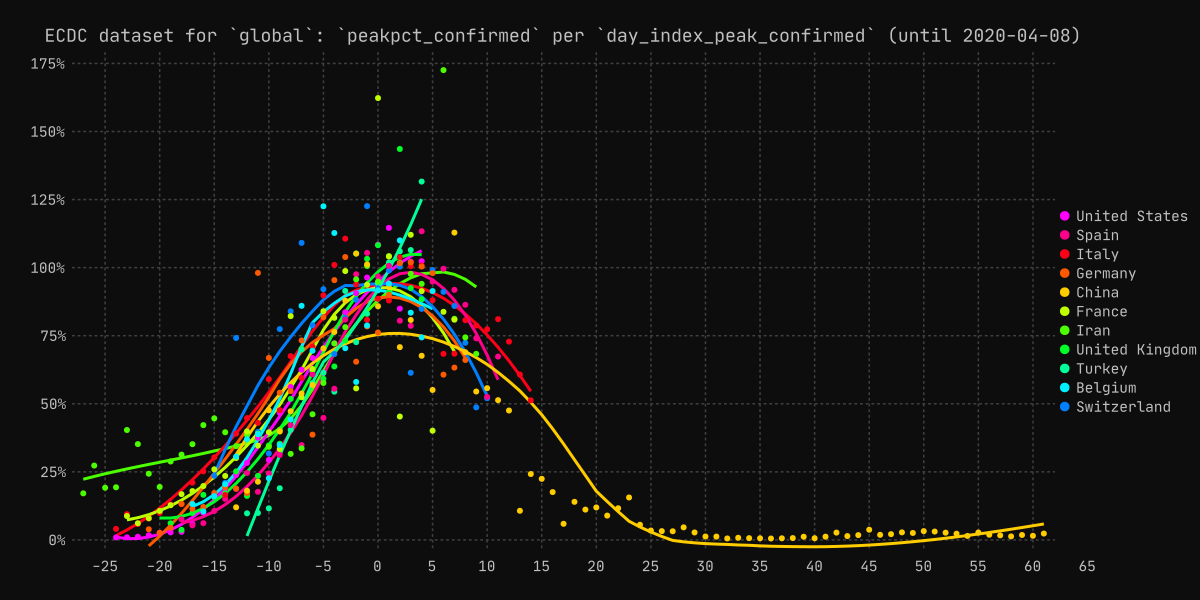 ECDC dataset for `global`: `peakpct_confirmed` per `day_index_peak_confirmed` (until 2020-04-08)
175%
150%
125%
100%
75%
50%
25%
0%
United States
Spain
Italy
Germany
China
France
Iran
United Kingdom
Turkey
Belgium
Switzerland
−25 −20 −15 −10 −5 0 5 10 15 20 25 30 35 40 45 50 55 60 65